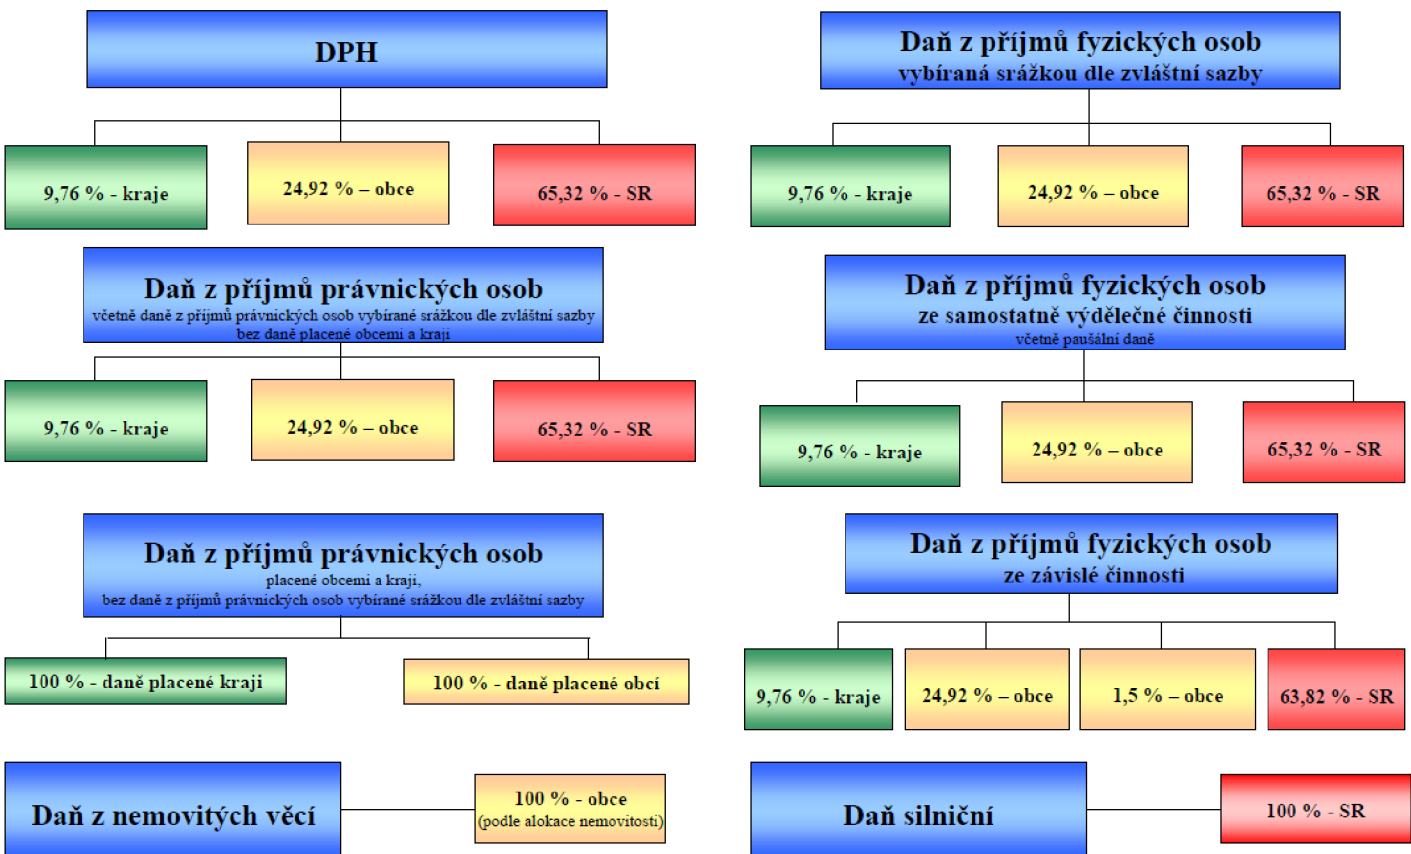 DPH
9,76 % - kraje
24,92 % – obce
65,32 % - SR
Daň z příjmů fyzických osob
vybíraná srážkou dle zvláštní sazby
9,76 % - kraje
24,92 % – obce
65,32 % - SR
Daň z příjmů právnických osob
včetně daně z příjmů právnických osob vybírané srážkou dle zvláštní sazby
bez daně placené obcemi a kraji
9,76 % - kraje
24,92 % – obce
65,32 % - SR
Daň z příjmů fyzických osob
ze samostatně výdělečné činnosti
včetně paušální daně
9,76 % - kraje
24,92 % – obce
65,32 % - SR
Daň z příjmů právnických osob
placené obcemi a kraji,
bez daně z příjmů právnických osob vybírané srážkou dle zvláštní sazby
100 % - daně placené kraji
100 % - daně placené obcí
Daň z příjmů fyzických osob
ze závislé činnosti
9,76 % - kraje
24,92 % – obce
1,5 % – obce
63,82 % - SR
Daň z nemovitých věcí
100 % - obce
(podle alokace nemovitosti)
Daň silniční
100 % - SR